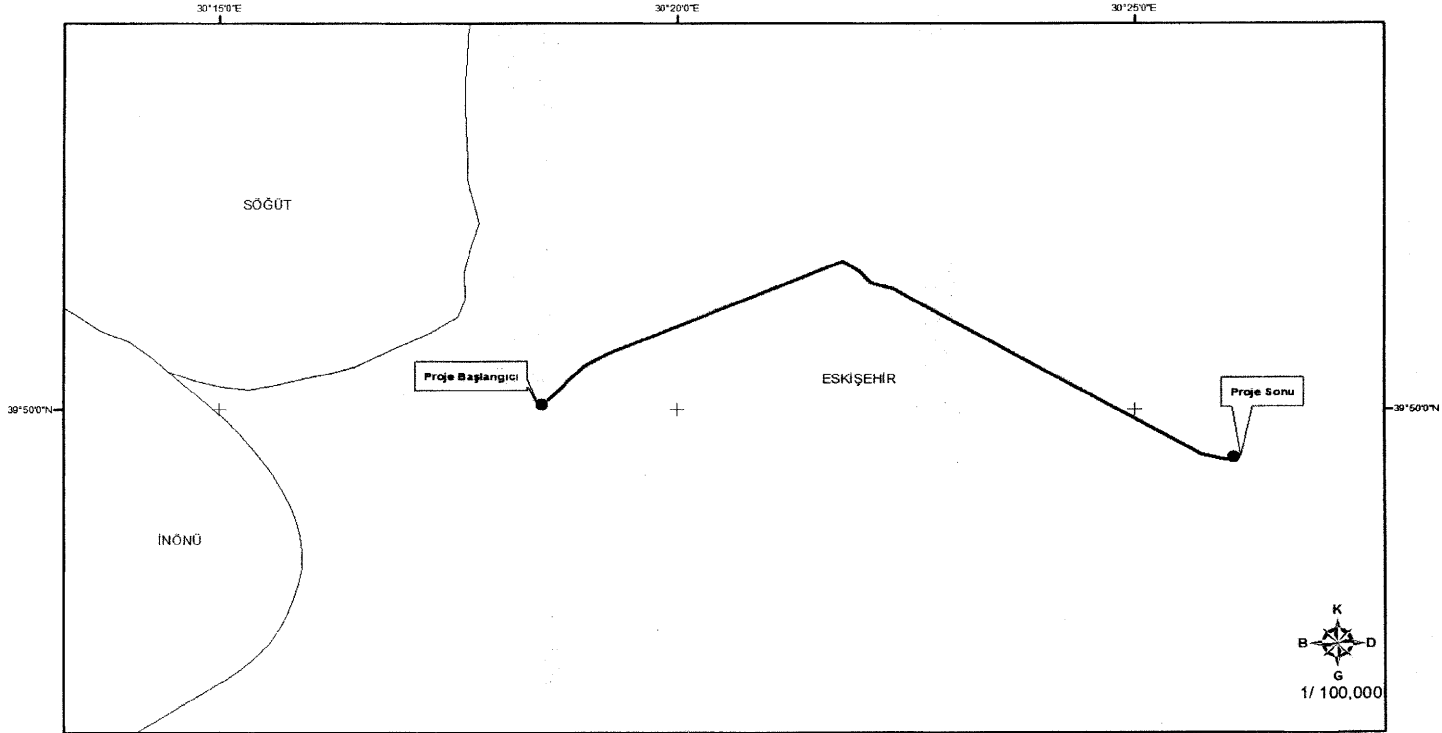 30°15'0"E
30°20'0"E
30°25'0"E
SÖĞÜT
Proje Başlangıcı
ESKİŞEHİR
Proje Sonu
39°50'0"N
39°50'0"N
İNÖNÜ
K
B
D
G
1/ 100,000